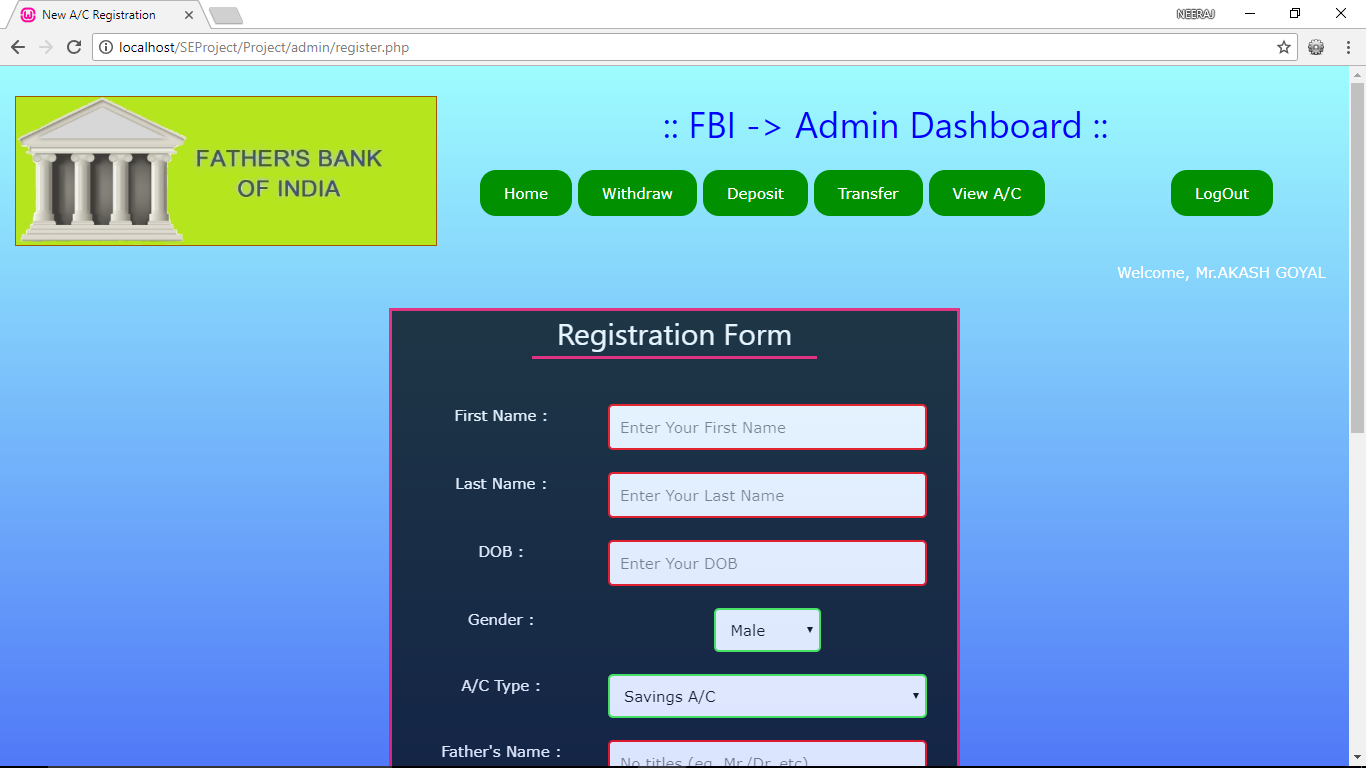 New A/C Registration
NEERAJ
localhost/SEProject/Project/admin/register.php
FATHER'S BANK
OF INDIA
:: FBI -> Admin Dashboard ::
Home Withdraw Deposit Transfer View A/C LogOut
Welcome, Mr.AKASH GOYAL
Registration Form
First Name : Enter Your First Name
Last Name : Enter Your Last Name
DOB : Enter Your DOB
Gender : Male
A/C Type : Savings A/C
Father's Name : No titles (eg. Mr./Dr. etc)